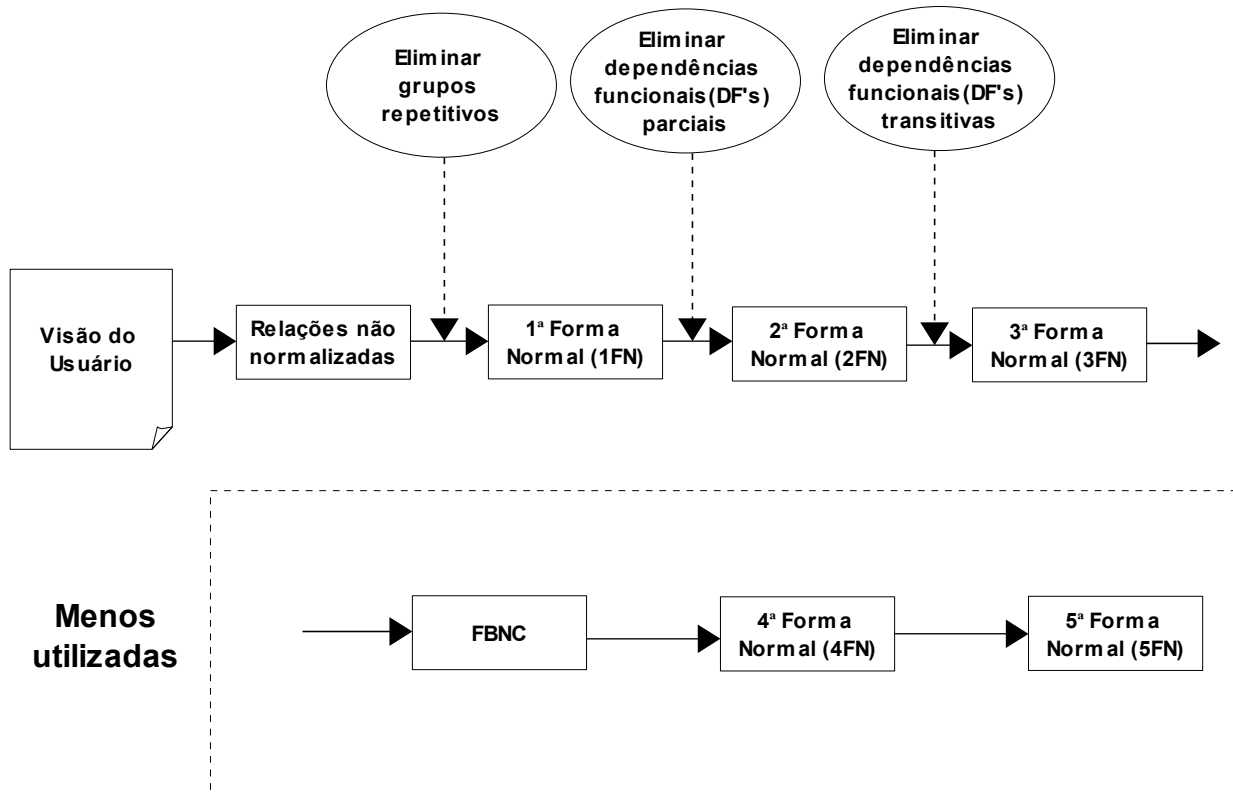 Eliminar
grupos
repetitivos
Eliminar
dependências
funcionais(DF's)
parciais
Eliminar
dependências
funcionais(DF's)
transitivas
Visão do
Usuário
Relações não
normalizadas
1ª Forma
Normal (1FN)
2ª Forma
Normal (2FN)
3ª Forma
Normal (3FN)
Menos
utilizadas
FBNC
4ª Forma
Normal (4FN)
5ª Forma
Normal (5FN)